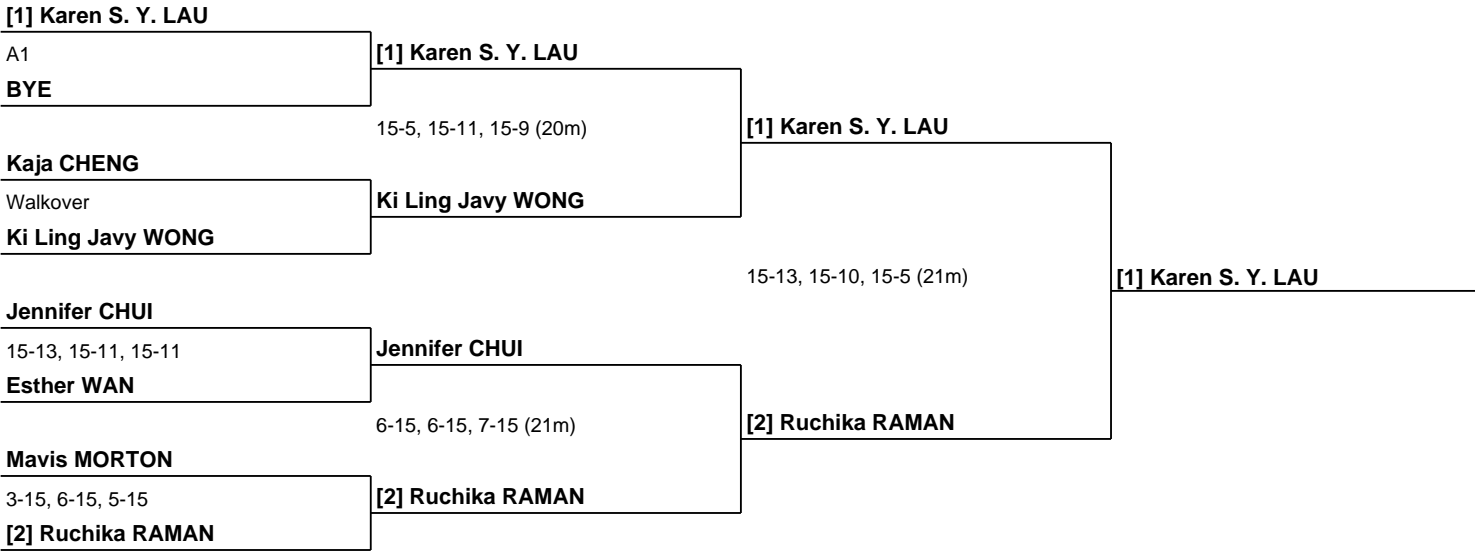 [1] Karen S. Y. LAU
A1
BYE
Kaja CHENG
Walkover
Ki Ling Javy WONG
Jennifer CHUI
15-13, 15-11, 15-11
Esther WAN
Mavis MORTON
3-15, 6-15, 5-15
[2] Ruchika RAMAN
[1] Karen S. Y. LAU
15-5, 15-11, 15-9 (20m)
Ki Ling Javy WONG
Jennifer CHUI
6-15, 6-15, 7-15 (21m)
[2] Ruchika RAMAN
[1] Karen S. Y. LAU
15-13, 15-10, 15-5 (21m)
[2] Ruchika RAMAN
[1] Karen S. Y. LAU